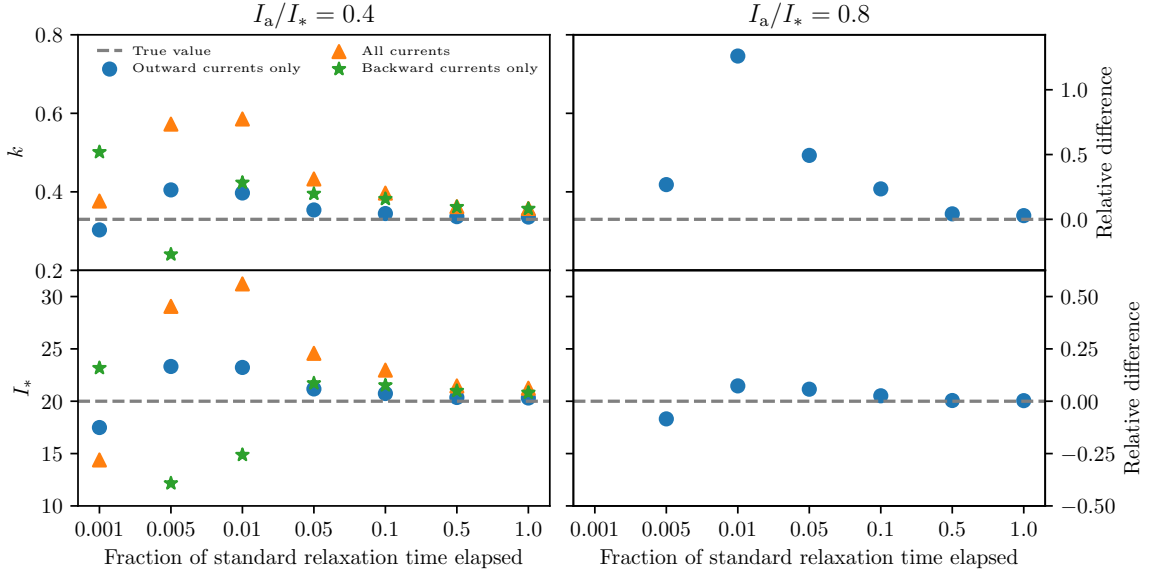 I_a/I_* = 0.4
I_a/I_* = 0.8
True value
Outward currents only
All currents
Backward currents only
0.8
0.6
0.4
0.2
k
1.0
0.5
0.0
Relative difference
30
25
20
15
10
I_*
0.50
0.25
0.00
−0.25
−0.50
Relative difference
0.001 0.005 0.01 0.05 0.1 0.5 1.0
0.001 0.005 0.01 0.05 0.1 0.5 1.0
Fraction of standard relaxation time elapsed
Fraction of standard relaxation time elapsed